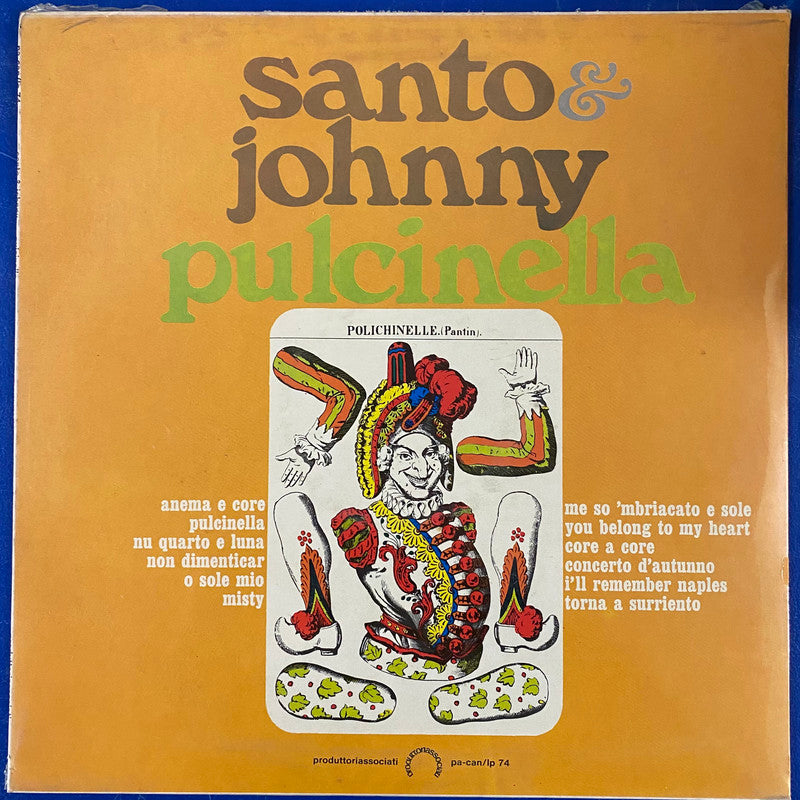 santo &
johnny
pulcinella
POLICHINELLE.(Pantin).
anema e core
pulcinella
nu quarto e luna
non dimenticar
o sole mio
misty
me so 'mbriacato e sole
you belong to my heart
core a core
concerto d'autunno
i'll remember naples
torna a surriento
produttoriassociati
produttoriassociati
pa-can/lp 74